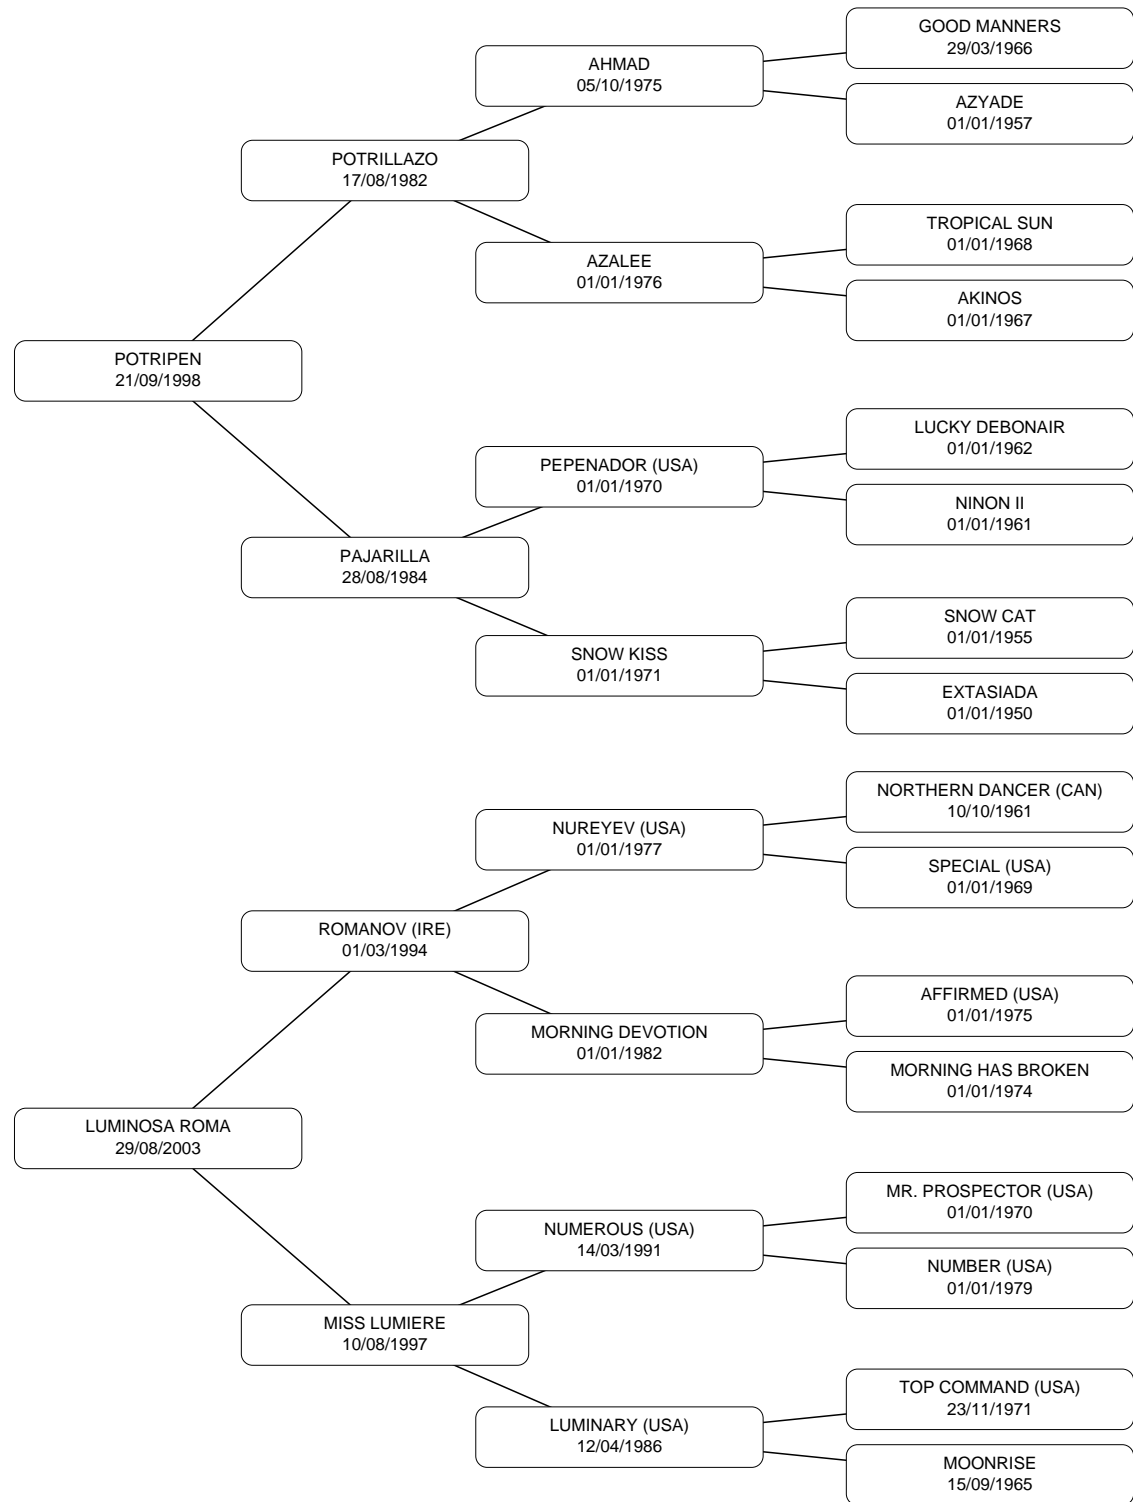 GOOD MANNERS
29/03/1966
AHMAD
05/10/1975
AZYADE
01/01/1957
POTRILLAZO
17/08/1982
TROPICAL SUN
01/01/1968
AZALEE
01/01/1976
AKINOS
01/01/1967
POTRIPEN
21/09/1998
LUCKY DEBONAIR
01/01/1962
PEPENADOR (USA)
01/01/1970
NINON II
01/01/1961
PAJARILLA
28/08/1984
SNOW CAT
01/01/1955
SNOW KISS
01/01/1971
EXTASIADA
01/01/1950
NORTHERN DANCER (CAN)
10/10/1961
NUREYEV (USA)
01/01/1977
SPECIAL (USA)
01/01/1969
ROMANOV (IRE)
01/03/1994
AFFIRMED (USA)
01/01/1975
MORNING DEVOTION
01/01/1982
MORNING HAS BROKEN
01/01/1974
LUMINOSA ROMA
29/08/2003
MR. PROSPECTOR (USA)
01/01/1970
NUMEROUS (USA)
14/03/1991
NUMBER (USA)
01/01/1979
MISS LUMIERE
10/08/1997
TOP COMMAND (USA)
23/11/1971
LUMINARY (USA)
12/04/1986
MOONRISE
15/09/1965